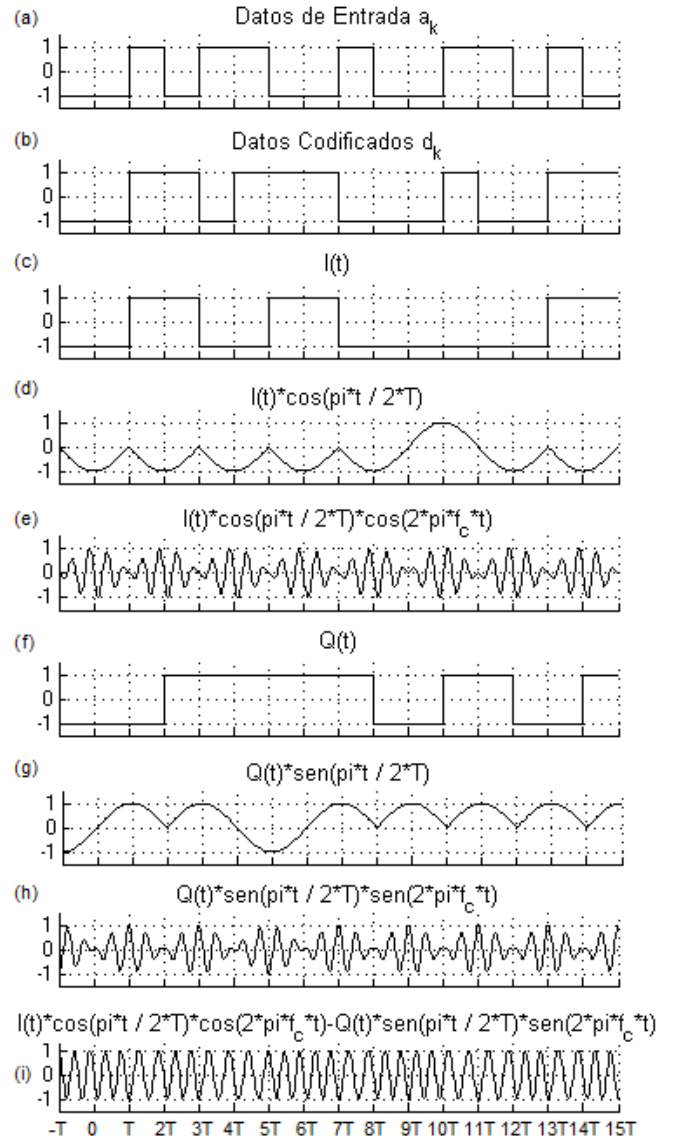 (a) Datos de Entrada a_k
1
0
-1
(b) Datos Codificados d_k
1
0
-1
(c) I(t)
1
0
-1
(d) I(t)*cos(pi*t / 2*T)
1
0
-1
(e) I(t)*cos(pi*t / 2*T)*cos(2*pi*f_c*t)
1
0
-1
(f) Q(t)
1
0
-1
(g) Q(t)*sen(pi*t / 2*T)
1
0
-1
(h) Q(t)*sen(pi*t / 2*T)*sen(2*pi*f_c*t)
1
0
-1
I(t)*cos(pi*t / 2*T)*cos(2*pi*f_c*t)-Q(t)*sen(pi*t / 2*T)*sen(2*pi*f_c*t)
1
(i) 0
-1
-T 0 T 2T 3T 4T 5T 6T 7T 8T 9T 10T 11T 12T 13T 14T 15T